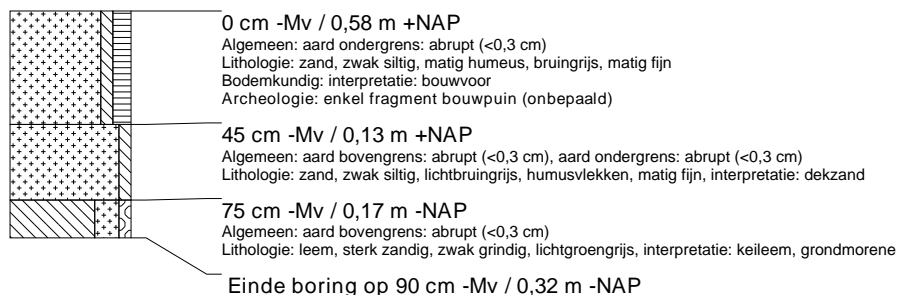 0 cm -Mv / 0,58 m +NAP
Algemeen: aard ondergrens: abrupt (<0,3 cm)
Lithologie: zand, zwak siltig, matig humeus, bruingrijs, matig fijn
Bodemkundig: interpretatie: bouwvoor
Archeologie: enkel fragment bouwpuin (onbepaald)
45 cm -Mv / 0,13 m +NAP
Algemeen: aard bovengrens: abrupt (<0,3 cm), aard ondergrens: abrupt (<0,3 cm)
Lithologie: zand, zwak siltig, lichtbruingrijs, humusvlekken, matig fijn, interpretatie: dekzand
75 cm -Mv / 0,17 m -NAP
Algemeen: aard bovengrens: abrupt (<0,3 cm)
Lithologie: leem, sterk zandig, zwak grindig, lichtgroengrijs, interpretatie: keileem, grondmorene
Einde boring op 90 cm -Mv / 0,32 m -NAP